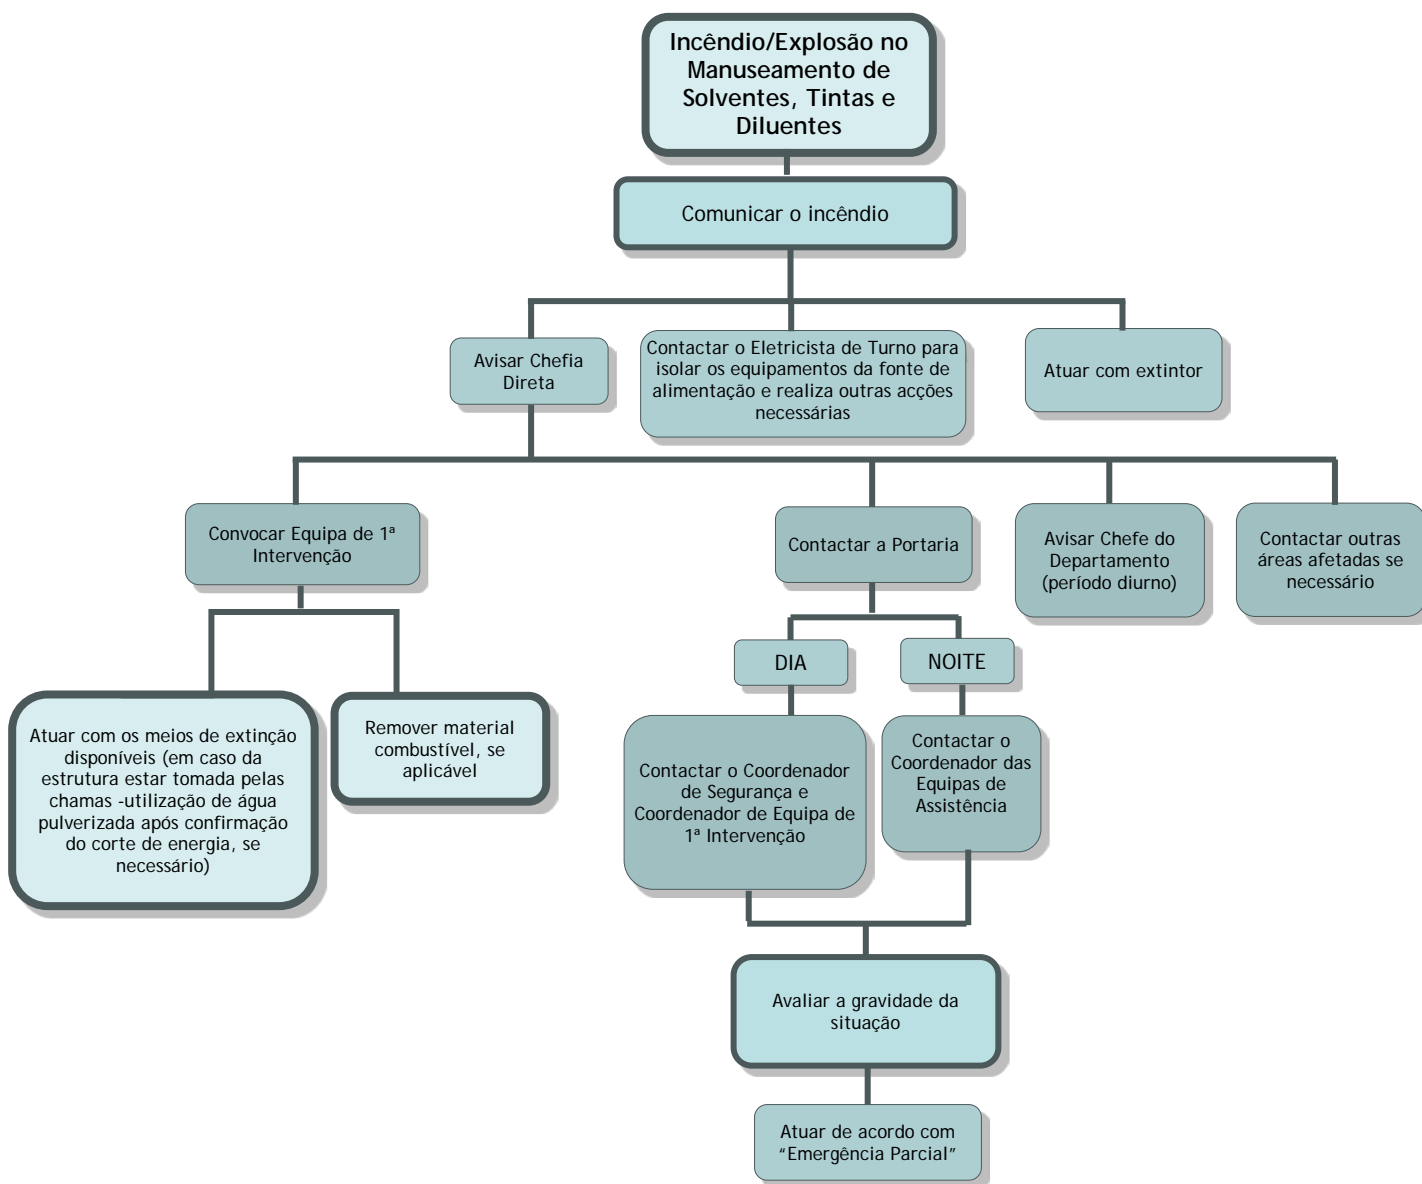 Incêndio/Explosão no
Manuseamento de
Solventes, Tintas e
Diluentes
Comunicar o incêndio
Avisar Chefia
Direta
Contactar o Eletricista de Turno para
isolar os equipamentos da fonte de
alimentação e realiza outras acções
necessárias
Atuar com extintor
Convocar Equipa de 1ª
Intervenção
Contactar a Portaria
Avisar Chefe do
Departamento
(período diurno)
Contactar outras
áreas afetadas se
necessário
DIA
NOITE
Atuar com os meios de extinção
disponíveis (em caso da
estrutura estar tomada pelas
chamas -utilização de água
pulverizada após confirmação
do corte de energia, se
necessário)
Remover material
combustível, se
aplicável
Contactar o Coordenador
de Segurança e
Coordenador de Equipa de
1ª Intervenção
Contactar o
Coordenador das
Equipas de
Assistência
Avaliar a gravidade da
situação
Atuar de acordo com
“Emergência Parcial”